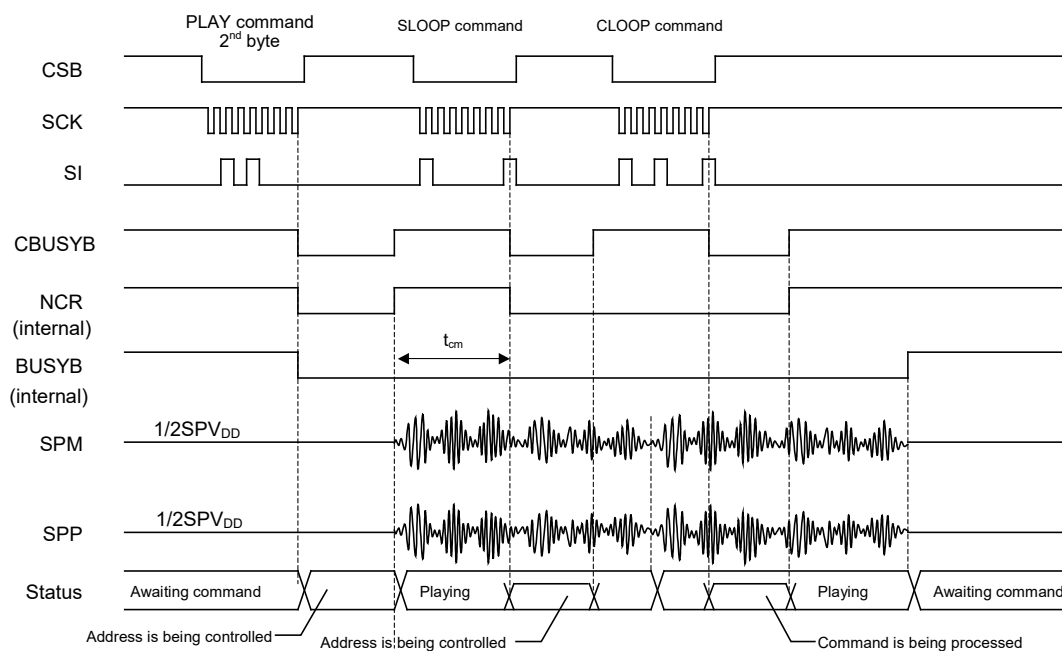 PLAY command
2nd byte
SLOOP command
CLOOP command
CSB
SCK
SI
CBUSYB
NCR
(internal)
tcm
BUSYB
(internal)
1/2SPVDD
SPM
1/2SPVDD
SPP
Status
Awaiting command
Playing
Playing
Awaiting command
Address is being controlled
Address is being controlled
Command is being processed